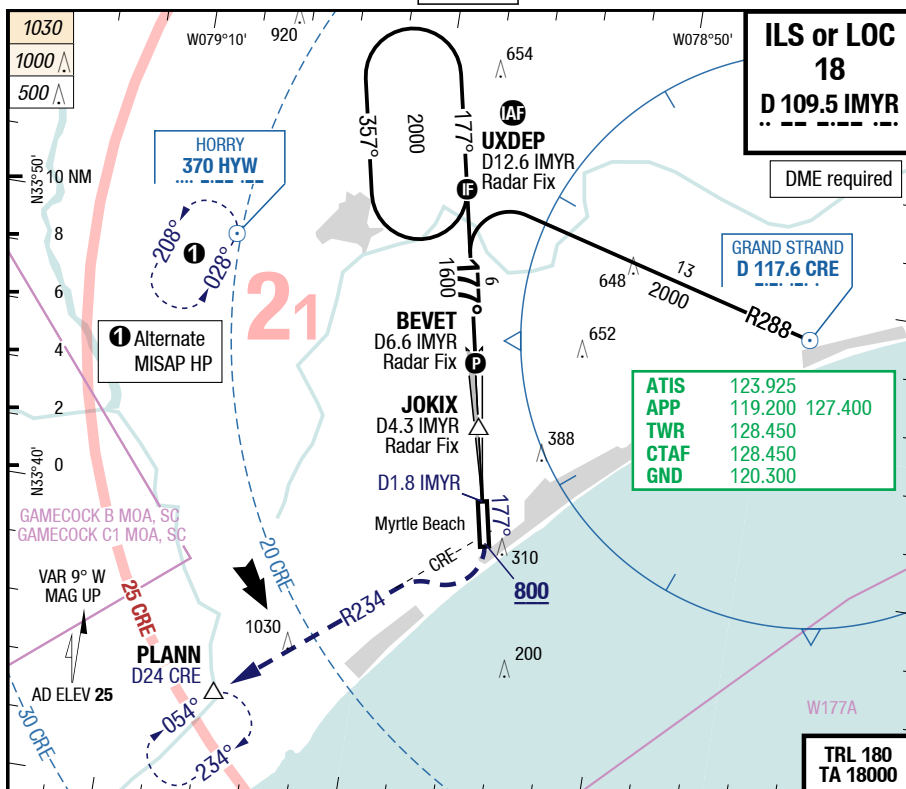 1030
1000
500
W079°10'
920
654
W078°50'
ILS or LOC
18
D 109.5 IMYR
DME required
N33°50'
10 NM
8
6
4
2
0
N33°40'
HORRY
370 HYW
208°
028°
1
21
1 Alternate
MISAP HP
357°
2000
177°
IAF
UXDEP
D12.6 IMYR
Radar Fix
IF
177°
6
1600
13
2000
R288
648
652
GRAND STRAND
D 117.6 CRE
BEVET
D6.6 IMYR
Radar Fix
P
JOKIX
D4.3 IMYR
Radar Fix
388
D1.8 IMYR
177°
Myrtle Beach
310
800
ATIS 123.925
APP 119.200 127.400
TWR 128.450
CTAF 128.450
GND 120.300
GAMECOCK B MOA, SC
GAMECOCK C1 MOA, SC
VAR 9° W
MAG UP
AD ELEV 25
20 CRE
25 CRE
30 CRE
CRE
R234
1030
PLANN
D24 CRE
054°
234°
200
W177A
TRL 180
TA 18000